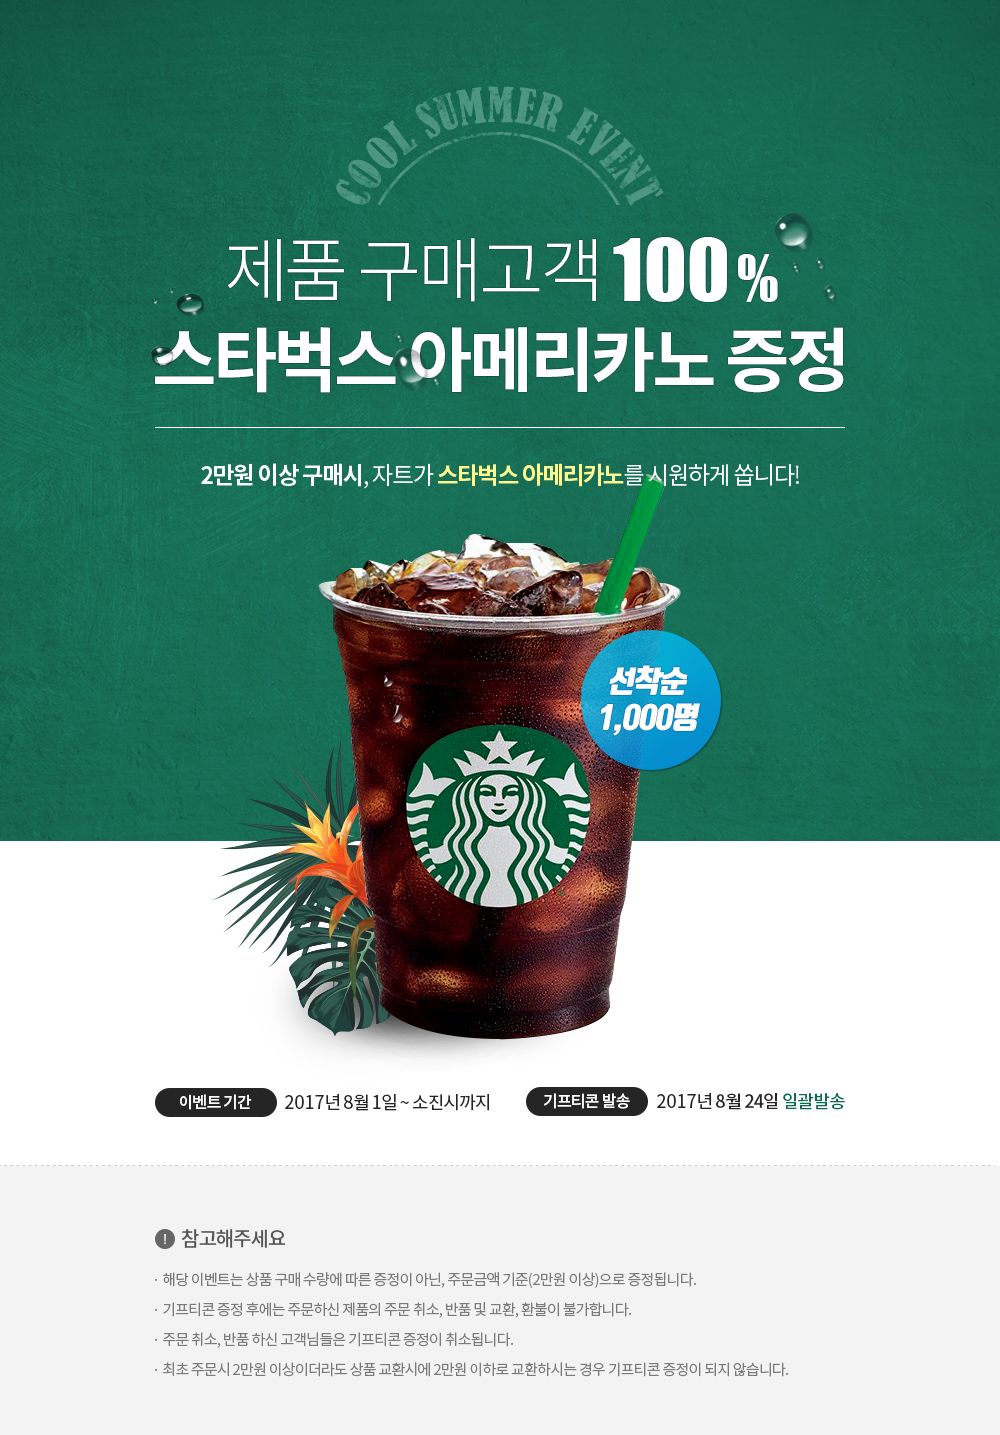 COOL SUMMER EVENT
제품 구매고객 100%
스타벅스 아메리카노 증정
2만원 이상 구매시, 자트가 스타벅스 아메리카노를 시원하게 쏩니다!
선착순
1,000명
이벤트 기간 2017년 8월 1일 ~ 소진시까지 기프티콘 발송 2017년 8월 24일 일괄발송
! 참고해주세요
· 해당 이벤트는 상품 구매 수량에 따른 증정이 아닌, 주문금액 기준(2만원 이상)으로 증정됩니다.
· 기프티콘 증정 후에는 주문하신 제품의 주문 취소, 반품 및 교환, 환불이 불가합니다.
· 주문 취소, 반품 하신 고객님들은 기프티콘 증정이 취소됩니다.
· 최초 주문시 2만원 이상이더라도 상품 교환시에 2만원 이하로 교환하시는 경우 기프티콘 증정이 되지 않습니다.